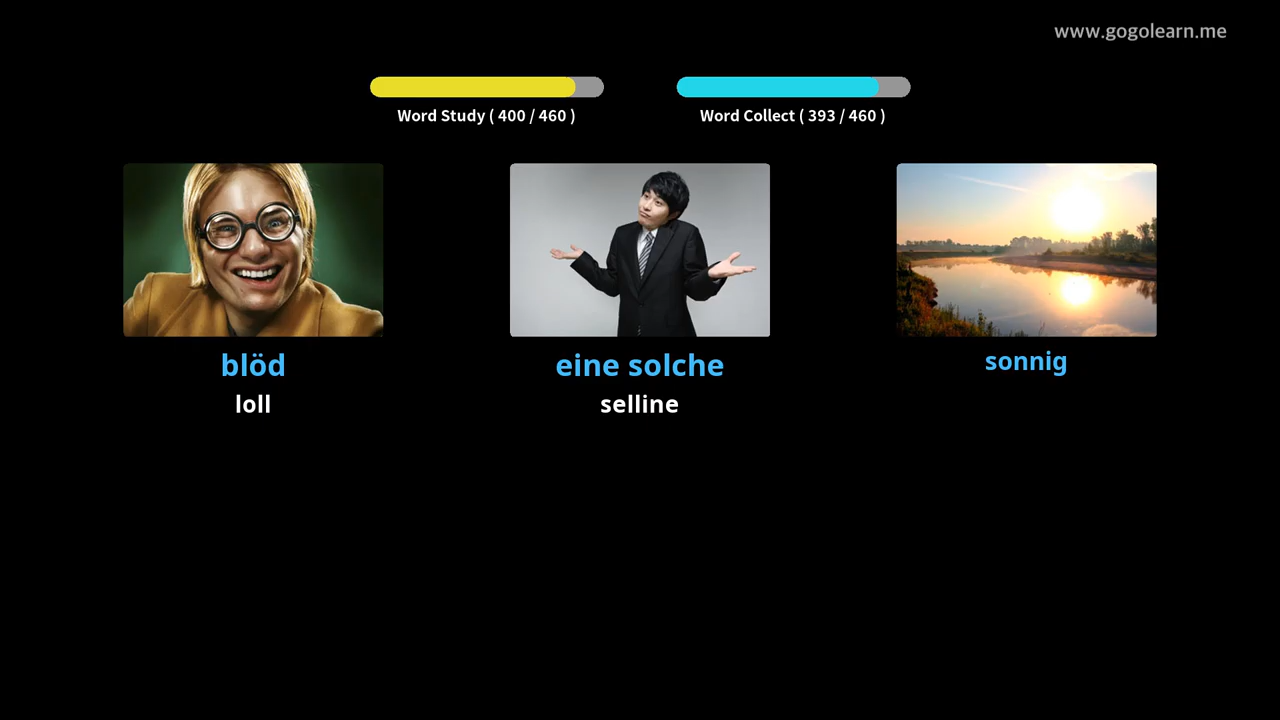 www.gogolearn.me
Word Study ( 400 / 460 )
Word Collect ( 393 / 460 )
blöd
loll
eine solche
selline
sonnig